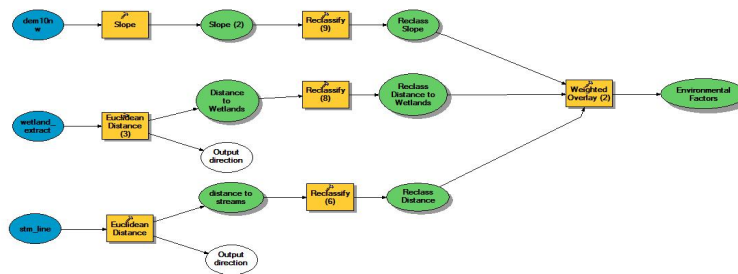 dem10n
w
Slope
Slope (2)
Reclassify
(9)
Reclass
Slope
wetland_
extract
Euclidean
Distance
(3)
Distance
to
Wetlands
Output
direction
Reclassify
(8)
Reclass
Distance to
Wetlands
Weighted
Overlay (2)
Environmental
Factors
stm_line
Euclidean
Distance
distance to
streams
Output
direction
Reclassify
(6)
Reclass
Distance